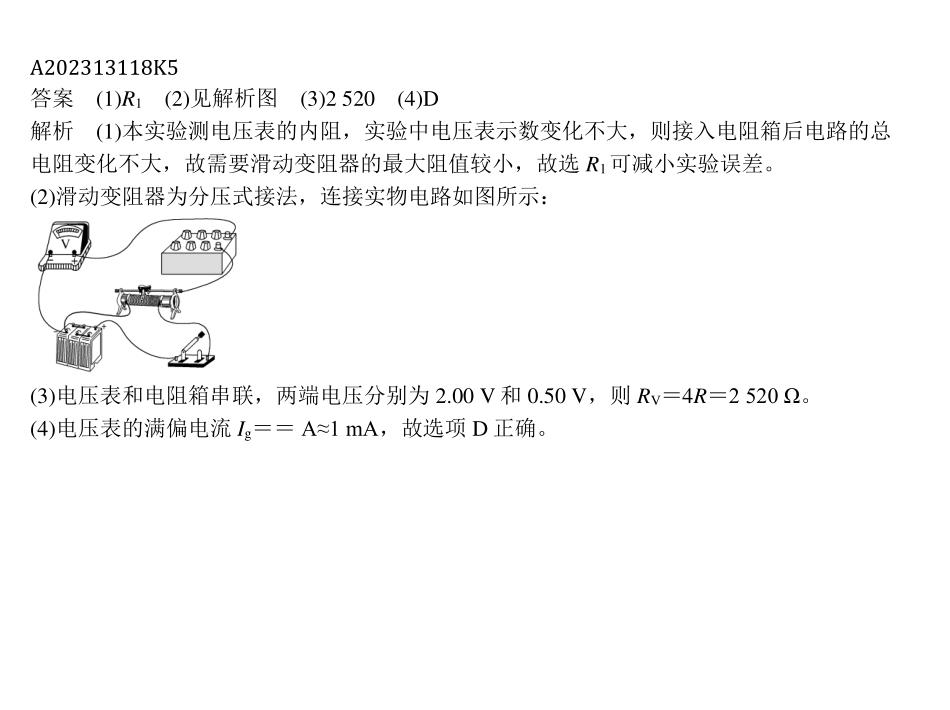 A202313118K5
答案 (1)R1 (2)见解析图 (3)2 520 (4)D
解析 (1)本实验测电压表的内阻，实验中电压表示数变化不大，则接入电阻箱后电路的总
电阻变化不大，故需要滑动变阻器的最大阻值较小，故选 R1可减小实验误差。
(2)滑动变阻器为分压式接法，连接实物电路如图所示：
V
(3)电压表和电阻箱串联，两端电压分别为 2.00 V 和 0.50 V，则 RV＝4R＝2 520 Ω。
(4)电压表的满偏电流 Ig＝＝ A≈1 mA，故选项 D 正确。